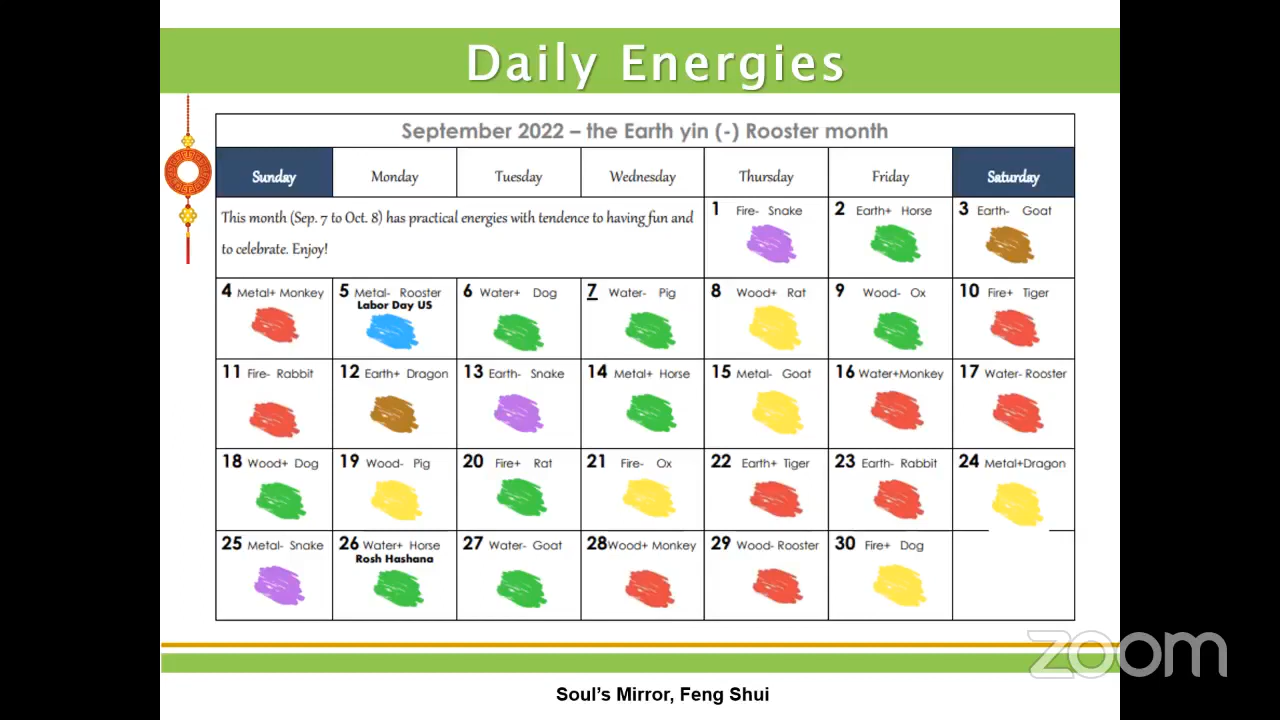 Daily Energies
September 2022 – the Earth yin (-) Rooster month
Sunday Monday Tuesday Wednesday Thursday Friday Saturday
This month (Sep. 7 to Oct. 8) has practical energies with tendence to having fun and
to celebrate. Enjoy!
1 Fire- Snake
2 Earth+ Horse
3 Earth- Goat
4 Metal+ Monkey
5 Metal- Rooster
Labor Day US
6 Water+ Dog
7 Water- Pig
8 Wood+ Rat
9 Wood- Ox
10 Fire+ Tiger
11 Fire- Rabbit
12 Earth+ Dragon
13 Earth- Snake
14 Metal+ Horse
15 Metal- Goat
16 Water+Monkey
17 Water- Rooster
18 Wood+ Dog
19 Wood- Pig
20 Fire+ Rat
21 Fire- Ox
22 Earth+ Tiger
23 Earth- Rabbit
24 Metal+Dragon
25 Metal- Snake
26 Water+ Horse
Rosh Hashana
27 Water- Goat
28Wood+ Monkey
29 Wood- Rooster
30 Fire+ Dog
zoom
Soul's Mirror, Feng Shui